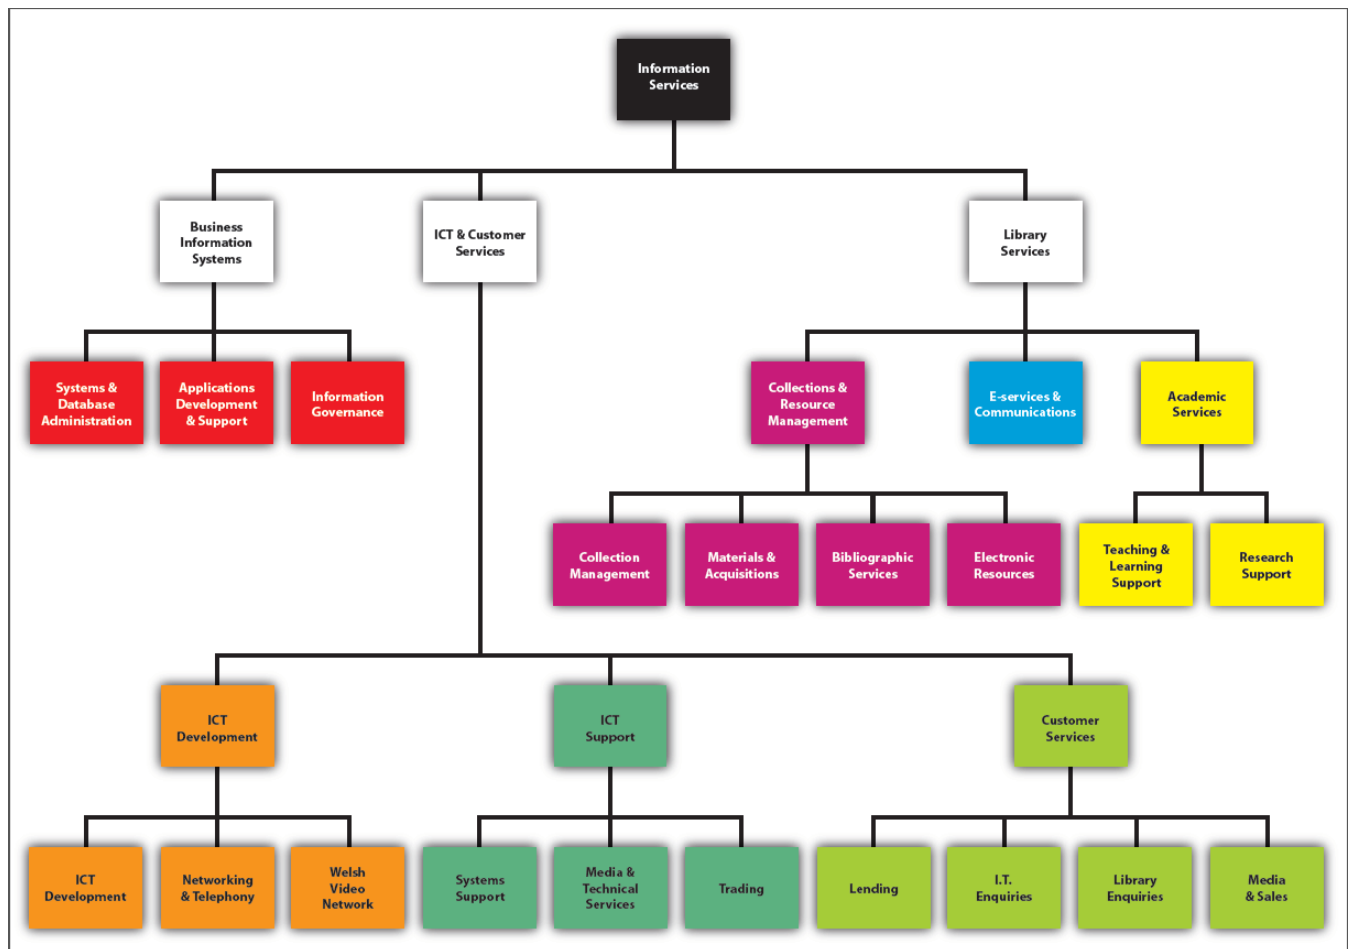 Information
Services
Business
Information
Systems
ICT & Customer
Services
Library
Services
Systems &
Database
Administration
Applications
Development
& Support
Information
Governance
Collections &
Resource
Management
E-services &
Communications
Academic
Services
Collection
Management
Materials &
Acquisitions
Bibliographic
Services
Electronic
Resources
Teaching &
Learning
Support
Research
Support
ICT
Development
ICT
Support
Customer
Services
ICT
Development
Networking
& Telephony
Welsh
Video
Network
Systems
Support
Media &
Technical
Services
Trading
Lending
I.T.
Enquiries
Library
Enquiries
Media
& Sales